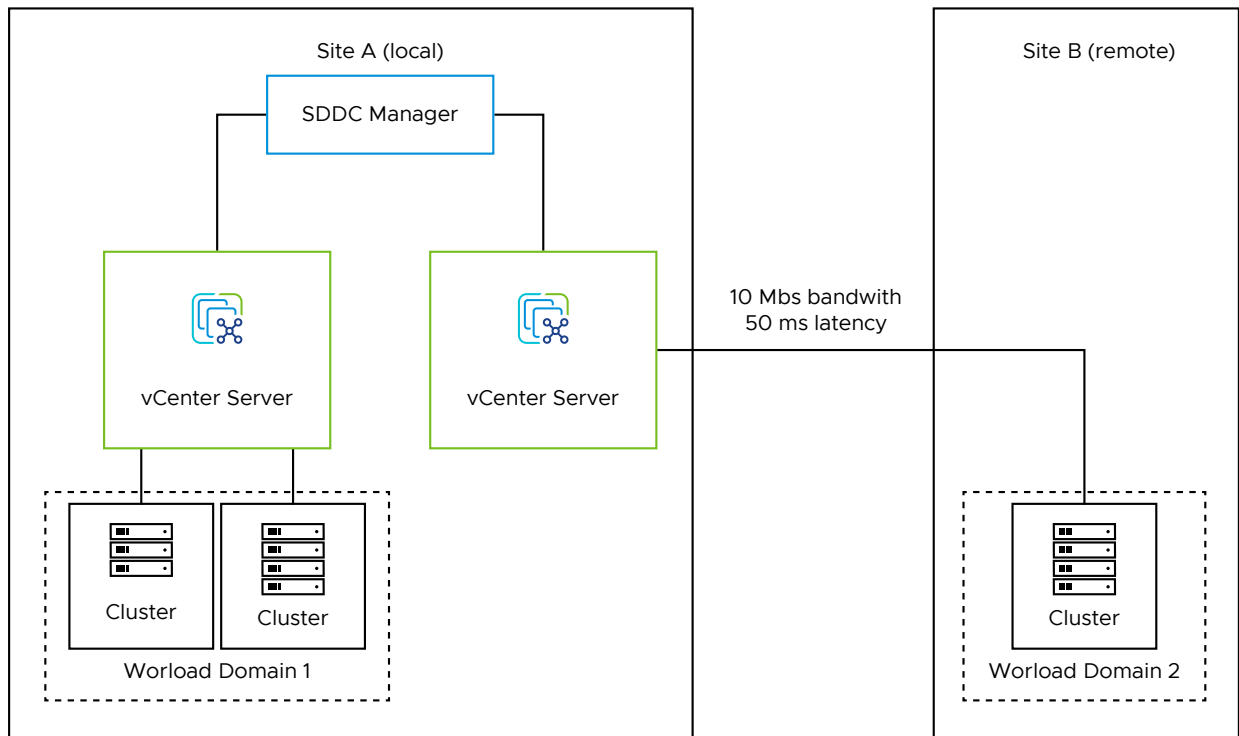 Site A (local)
Site B (remote)
SDDC Manager
10 Mbs bandwith
50 ms latency
vCenter Server
vCenter Server
Cluster
Cluster
Cluster
Worload Domain 1
Worload Domain 2